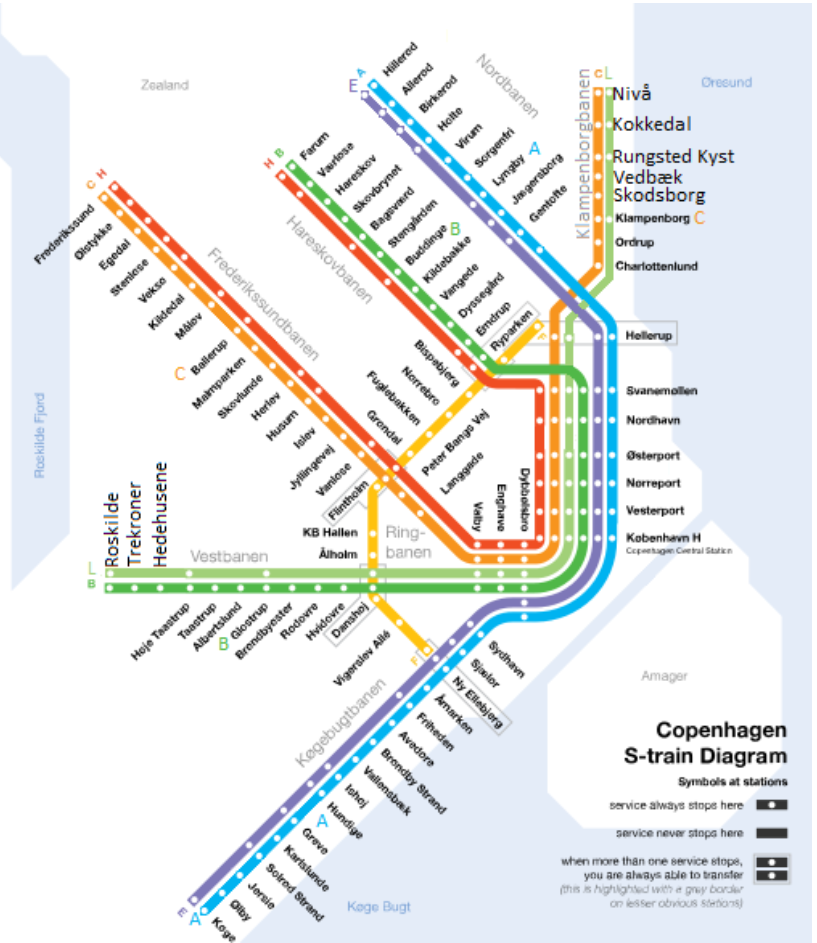 Zealand
Nordbanen
Øresund
A
Hillerød
Allerød
Birkerød
Holte
Virum
Sorgenfri
Lyngby
A
Jægersborg
Gentofte
E
C
L
Klampenborgbanen
Nivå
Kokkedal
Rungsted Kyst
Vedbæk
Skodsborg
Klampenborg C
Ordrup
Charlottenlund
H
B
Farum
Værløse
Hareskov
Skovbrynet
Bagsværd
Stengården
Buddinge
B
Kildebakke
Vangede
Dyssegård
Emdrup
Ryparken
F
Hareskovbanen
C
H
Frederikssund
Ølstykke
Egedal
Stenløse
Veksø
Kildedal
Måløv
Ballerup
C
Malmparken
Skovlunde
Herlev
Husum
Islev
Jyllingevej
Vanløse
Flintholm
Frederikssundbanen
Bispebjerg
Nørrebro
Fuglebakken
Grøndal
Peter Bangs Vej
Langgade
Valby
Enghave
Dybbølsbro
Hellerup
Svanemøllen
Nordhavn
Østerport
Nørreport
Vesterport
København H
Copenhagen Central Station
Roskilde Fjord
KB Hallen
Ålholm
Ring-
banen
Roskilde
Trekroner
Hedehusene
Vestbanen
L
B
Høje Taastrup
Taastrup
Albertslund
B
Glostrup
Brøndbyøster
Rødovre
Hvidovre
Danshøj
Vigerslev Allé
F
Sydhavn
Sjælør
Ny Ellebjerg
Åmarken
Friheden
Avedøre
Brøndby Strand
Vallensbæk
Ishøj
Hundige
A
Greve
Karlslunde
Solrød Strand
Jersie
Ølby
Køge
Køgebugtbanen
E
A
Køge Bugt
Amager
Copenhagen
S-train Diagram
Symbols at stations
service always stops here
service never stops here
when more than one service stops,
you are always able to transfer
(this is highlighted with a grey border
on lesser obvious stations)